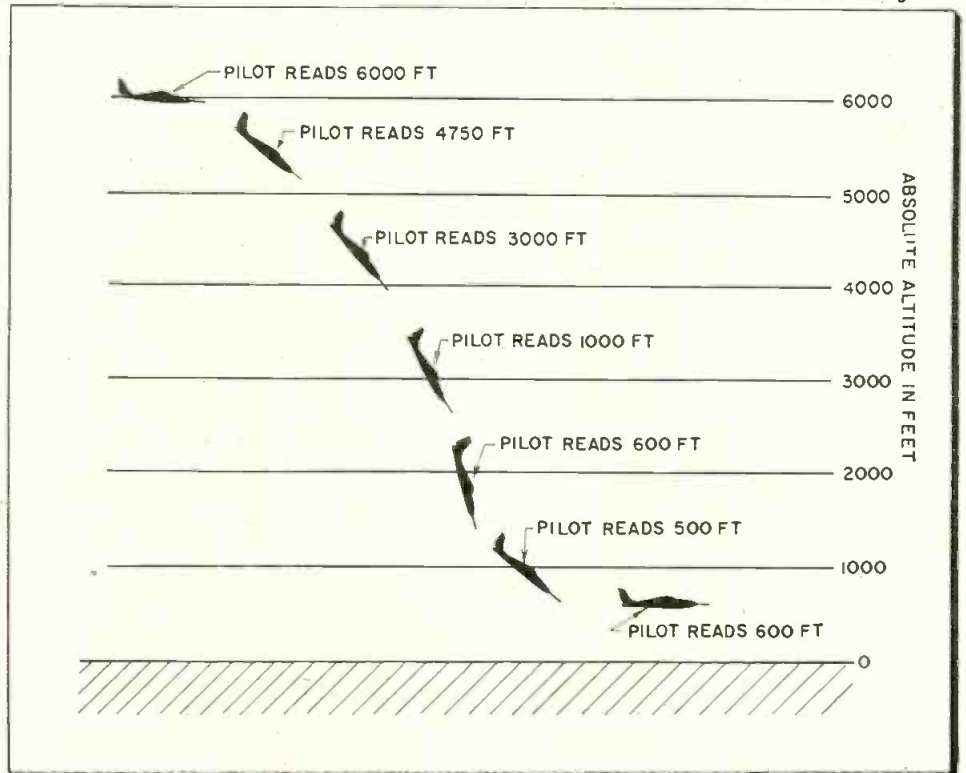 PILOT READS 6000 FT
6000
PILOT READS 4750 FT
5000
PILOT READS 3000 FT
4000
PILOT READS 1000 FT
3000
PILOT READS 600 FT
2000
PILOT READS 500 FT
1000
PILOT READS 600 FT
0
ABSOLUTE ALTITUDE IN FEET